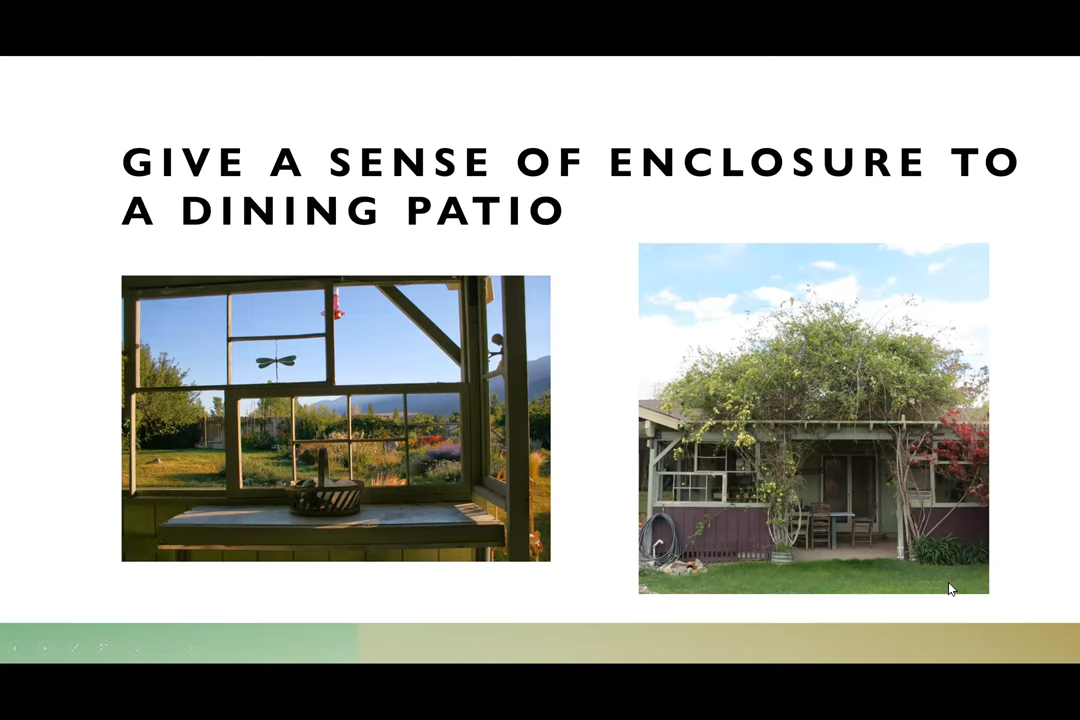 GIVE A SENSE OF ENCLOSURE TO
A DINING PATIO